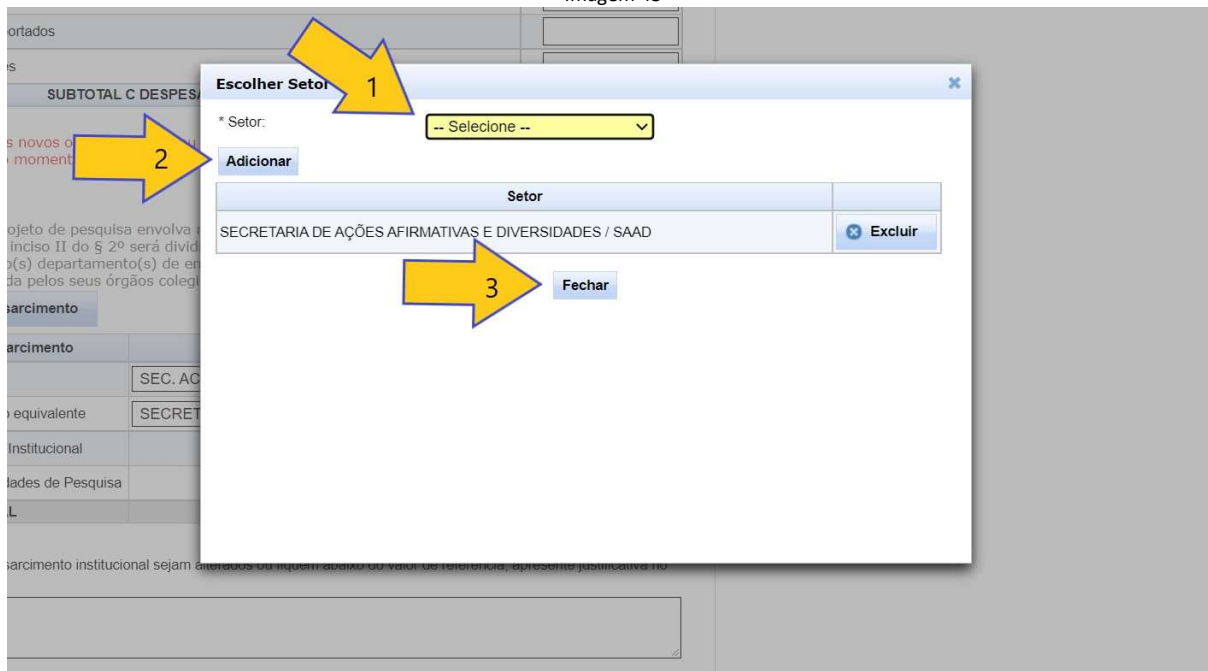 ortados
es
SUBTOTAL C DESPESA
Escolher Setor
1
* Setor:
-- Selecione --
s novos o
momento
2
Adicionar
Setor
SECRETARIA DE AÇÕES AFIRMATIVAS E DIVERSIDADES / SAAD
Excluir
ojeto de pesquisa envolva
inciso II do § 2º será divid
o(s) departamento(s) de en
da pelos seus órgãos colegi
3
Fechar
sarcimento
arcimento
SEC. AC
equivalente
SECRET
Institucional
dades de Pesquisa
L
sarcimento institucional sejam alterados ou fiquem abaixo do valor de referência, apresente justificativa no